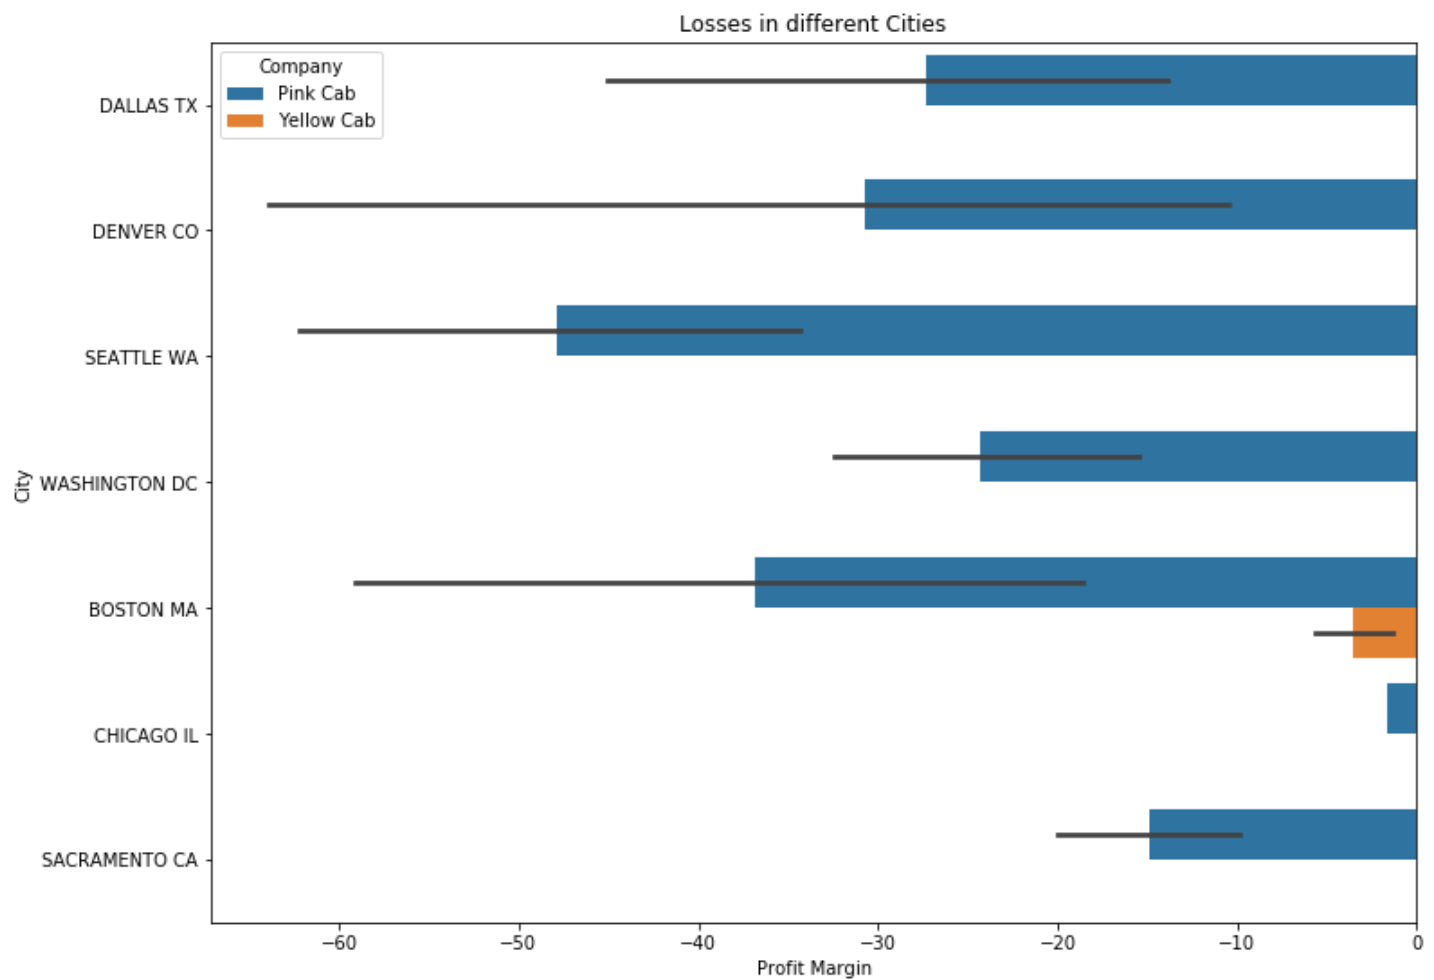 Losses in different Cities
Company
Pink Cab
Yellow Cab
DALLAS TX
DENVER CO
SEATTLE WA
WASHINGTON DC
BOSTON MA
CHICAGO IL
SACRAMENTO CA
City
−60 −50 −40 −30 −20 −10 0
Profit Margin